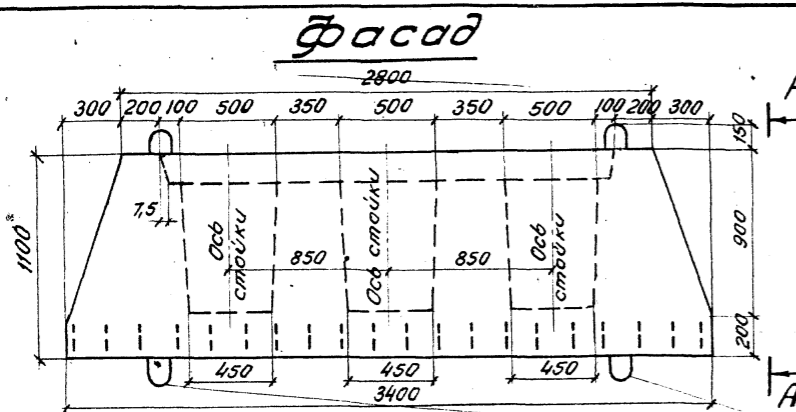 Фасад
2800
300 200 100 500 350 500 350 500 100 200 300
А
150
7,5
1100
Ось стойки
850
Ось стойки
850
Ось стойки
900
200
450 450 450
3400
А